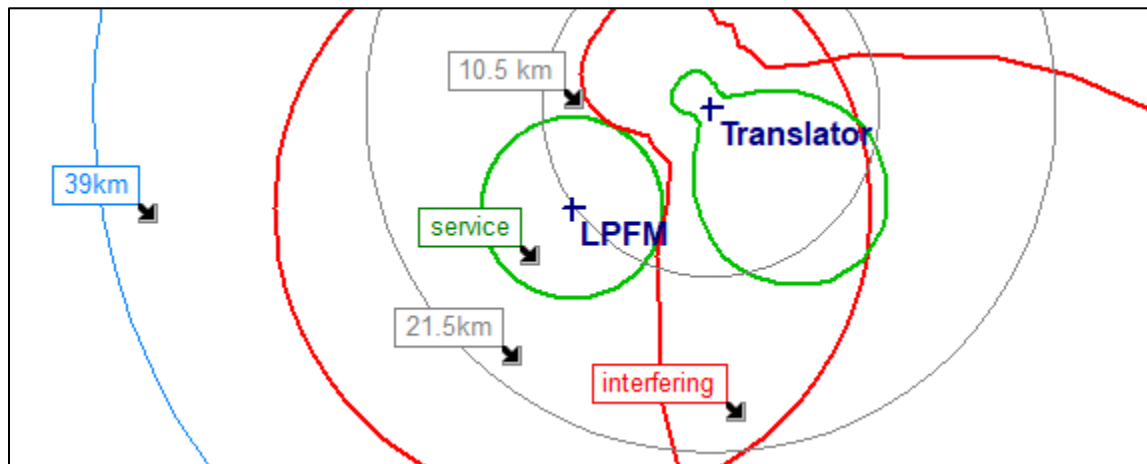 10.5 km
Translator
39km
service
LPFM
21.5km
interfering